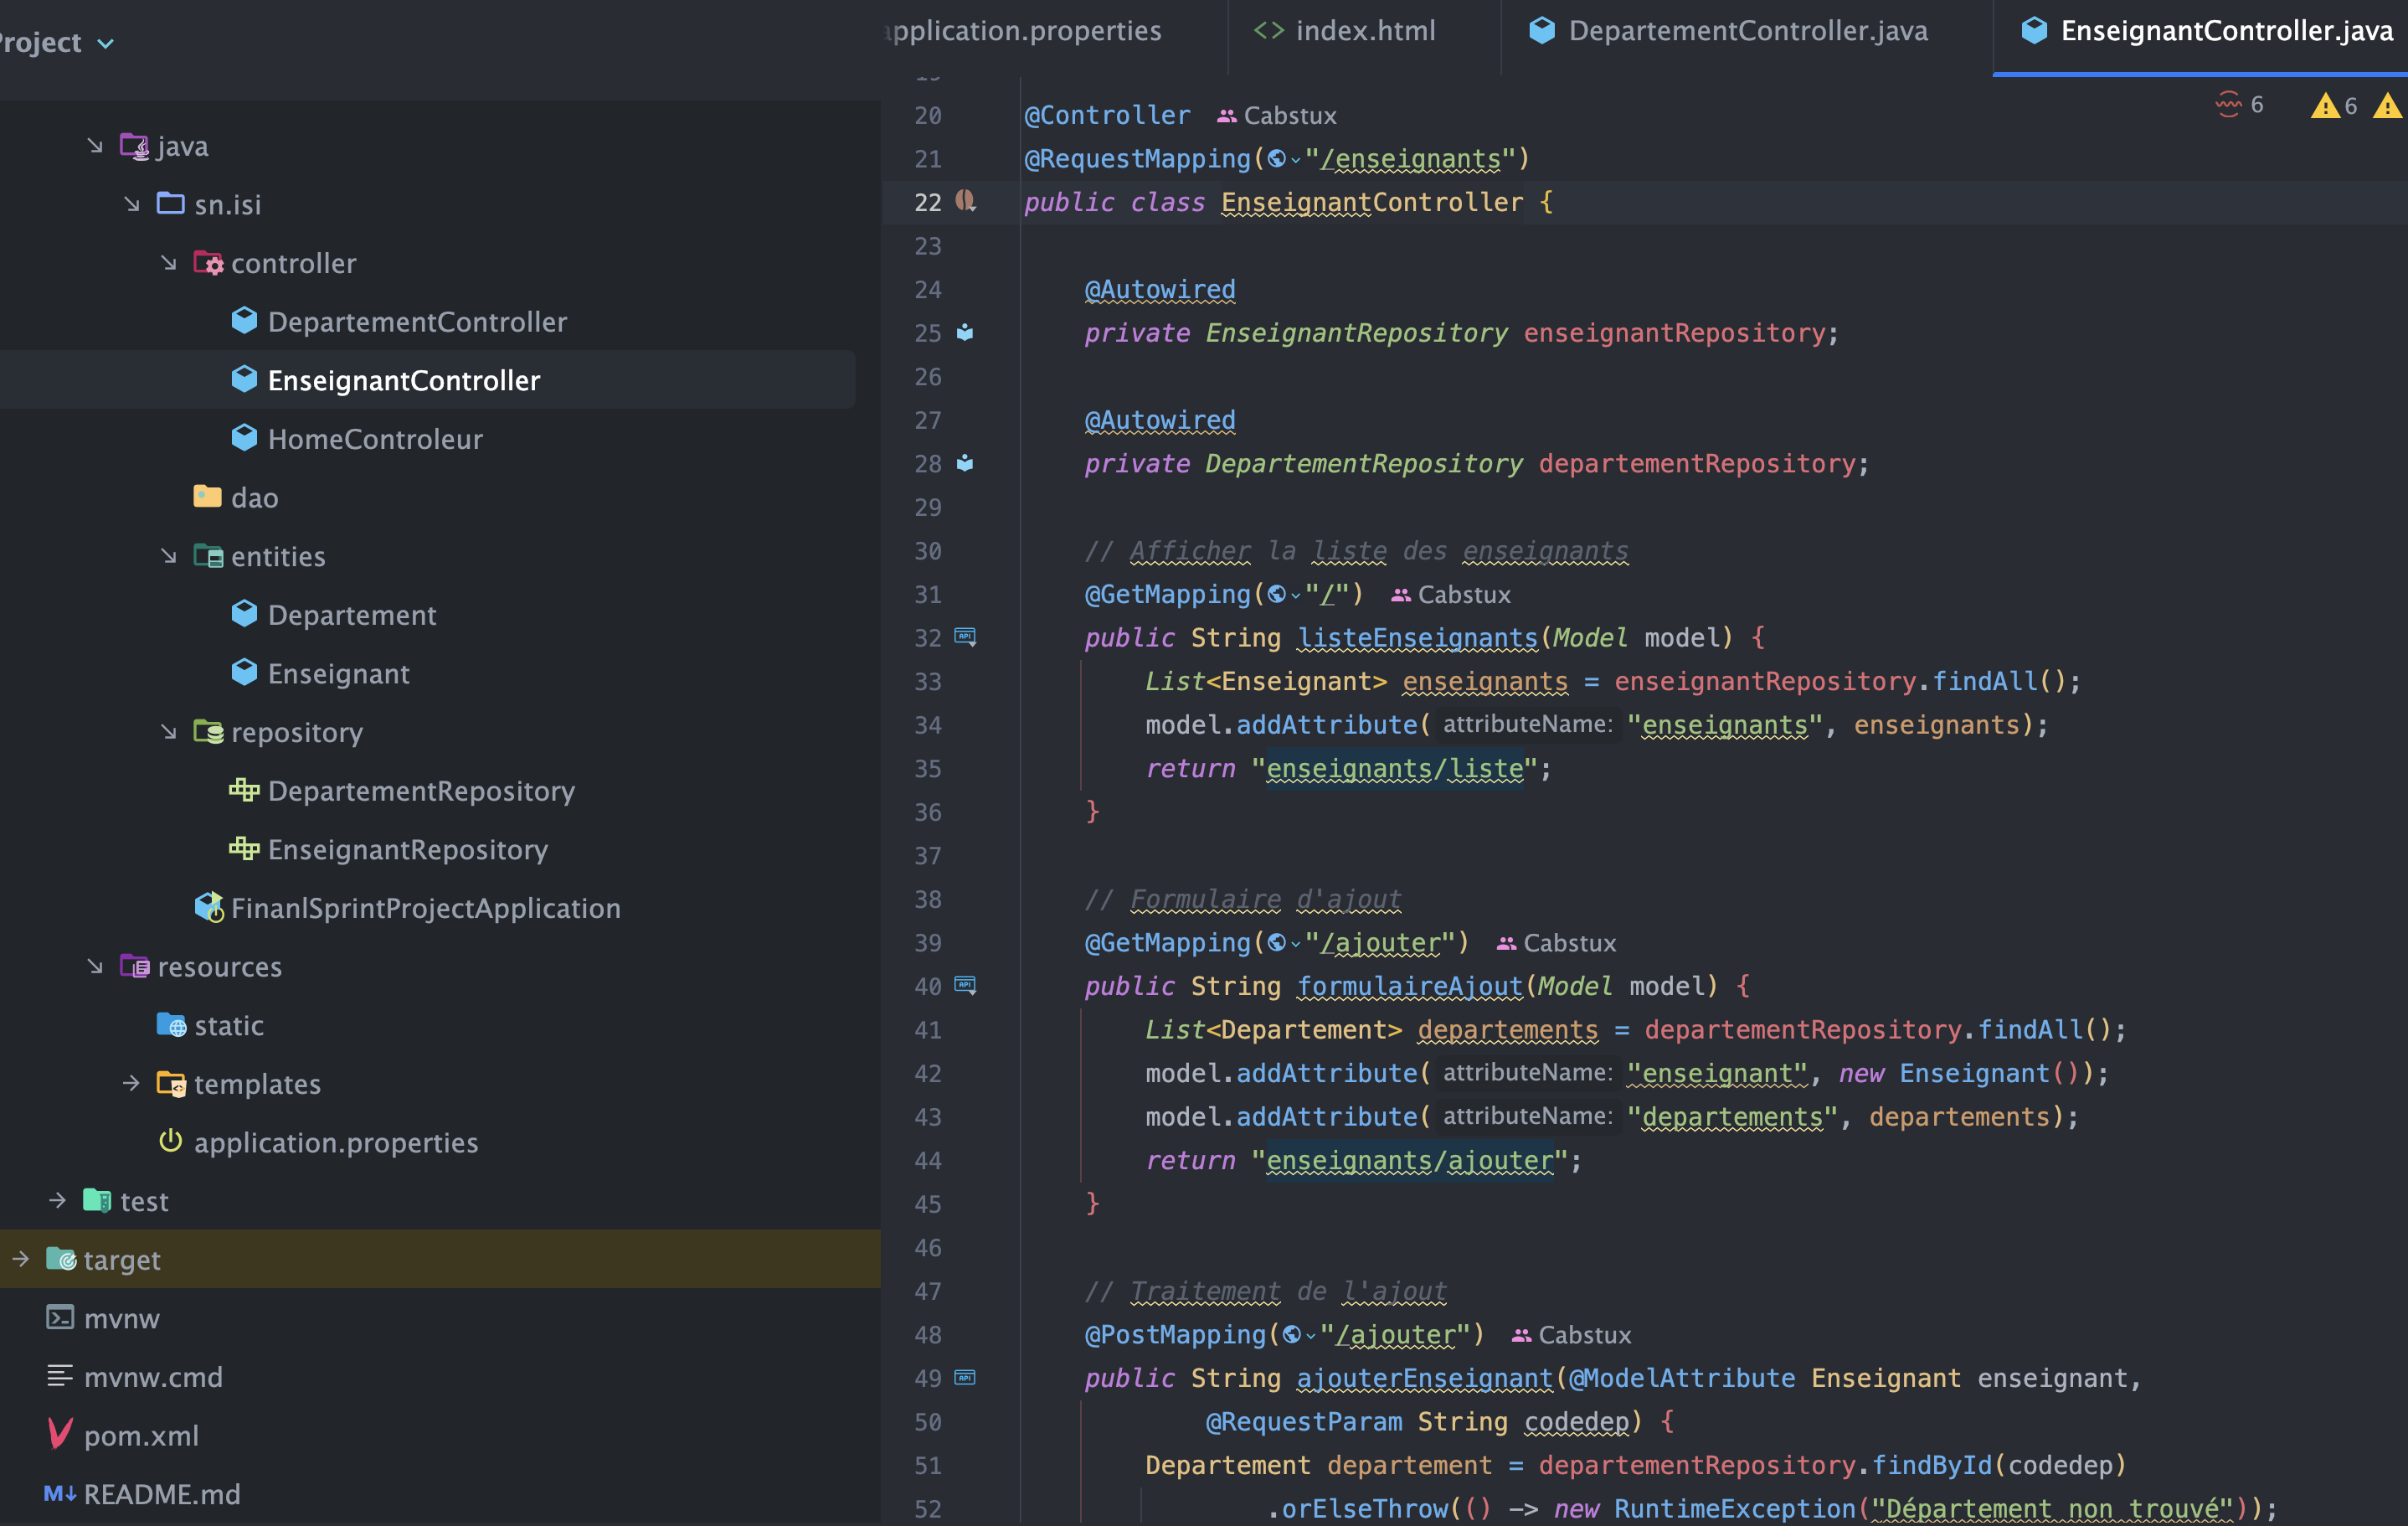 Project
java
sn.isi
controller
DepartementController
EnseignantController
HomeControleur
dao
entities
Departement
Enseignant
repository
DepartementRepository
EnseignantRepository
FinanlSprintProjectApplication
resources
static
templates
application.properties
test
target
mvnw
mvnw.cmd
pom.xml
M↓ README.md
application.properties index.html DepartementController.java EnseignantController.java
6 6
19
20 @Controller Cabstux
21 @RequestMapping("/enseignants")
22 public class EnseignantController {
23
24 @Autowired
25 private EnseignantRepository enseignantRepository;
26
27 @Autowired
28 private DepartementRepository departementRepository;
29
30 // Afficher la liste des enseignants
31 @GetMapping("/") Cabstux
32 public String listeEnseignants(Model model) {
33 List<Enseignant> enseignants = enseignantRepository.findAll();
34 model.addAttribute( attributeName: "enseignants", enseignants);
35 return "enseignants/liste";
36 }
37
38 // Formulaire d'ajout
39 @GetMapping("/ajouter") Cabstux
40 public String formulaireAjout(Model model) {
41 List<Departement> departements = departementRepository.findAll();
42 model.addAttribute( attributeName: "enseignant", new Enseignant());
43 model.addAttribute( attributeName: "departements", departements);
44 return "enseignants/ajouter";
45 }
46
47 // Traitement de l'ajout
48 @PostMapping("/ajouter") Cabstux
49 public String ajouterEnseignant(@ModelAttribute Enseignant enseignant,
50 @RequestParam String codedep) {
51 Departement departement = departementRepository.findById(codedep)
52 .orElseThrow(() -> new RuntimeException("Département non trouvé"));